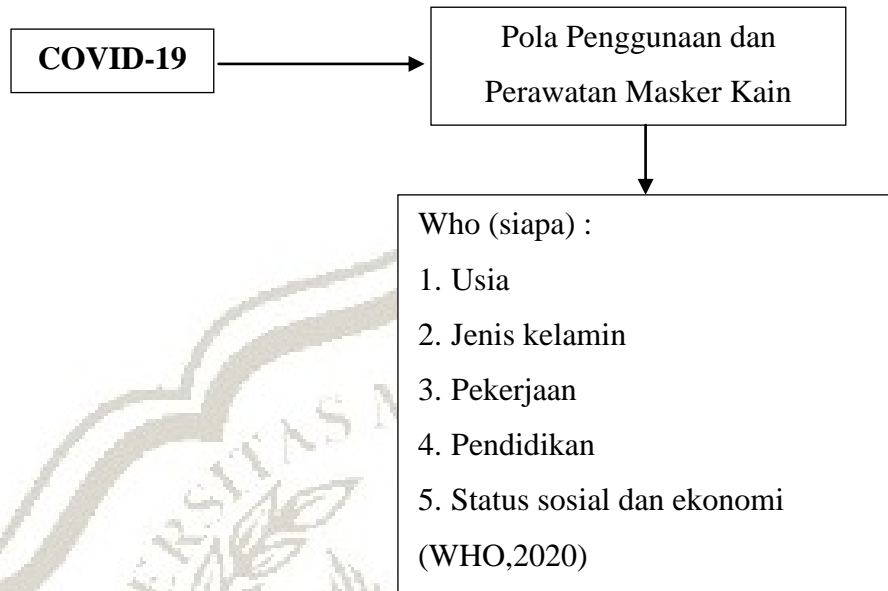 COVID-19
Pola Penggunaan dan
Perawatan Masker Kain
Who (siapa) :
1. Usia
2. Jenis kelamin
3. Pekerjaan
4. Pendidikan
5. Status sosial dan ekonomi
(WHO,2020)